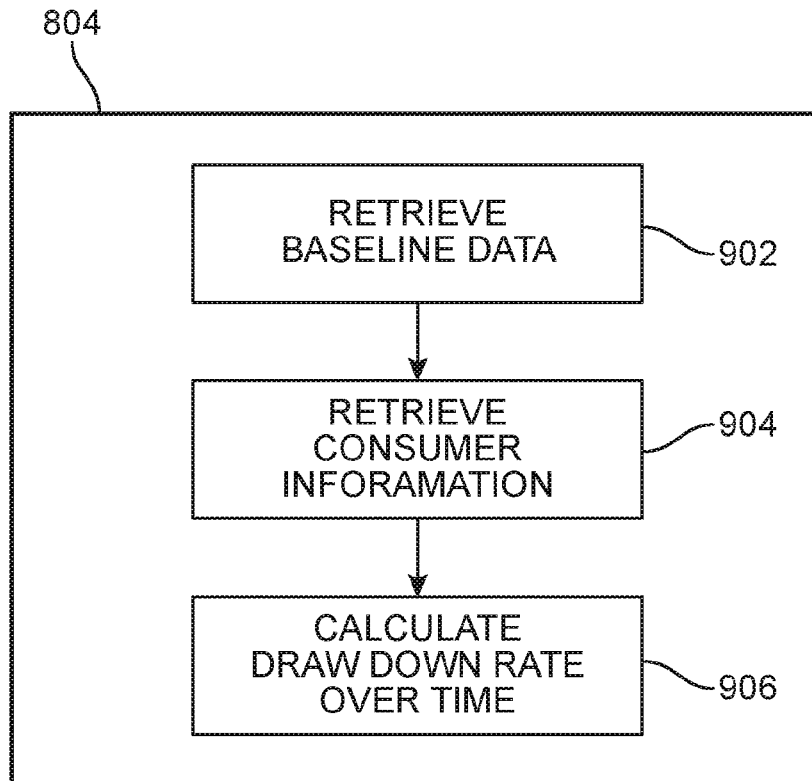 804
RETRIEVE
BASELINE DATA
902
RETRIEVE
CONSUMER
INFORAMATION
904
CALCULATE
DRAW DOWN RATE
OVER TIME
906